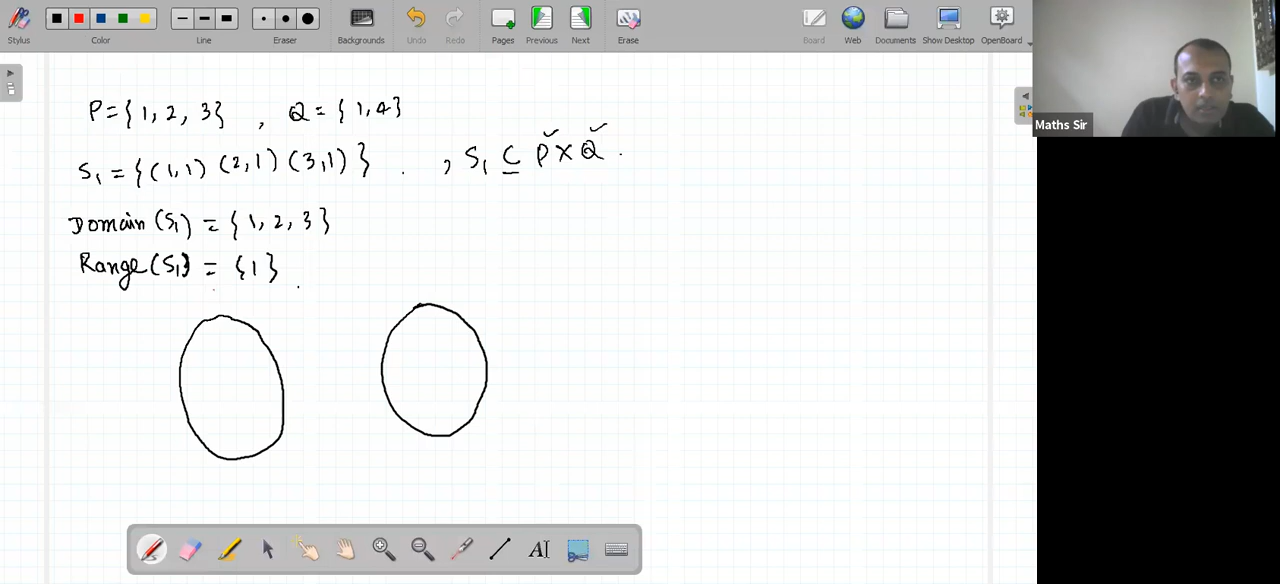 Stylus
Color
Line
Eraser
Backgrounds
Undo
Redo
Pages
Previous
Next
Erase
Board
Web
Documents
Show Desktop
OpenBoard
Maths Sir
P = {1, 2, 3} , Q = {1, 4}
S₁ = {(1,1) (2,1) (3,1)} . , S₁ ⊆ P × Q .
Domain (S₁) = {1, 2, 3}
Range (S₁) = {1} .
AI